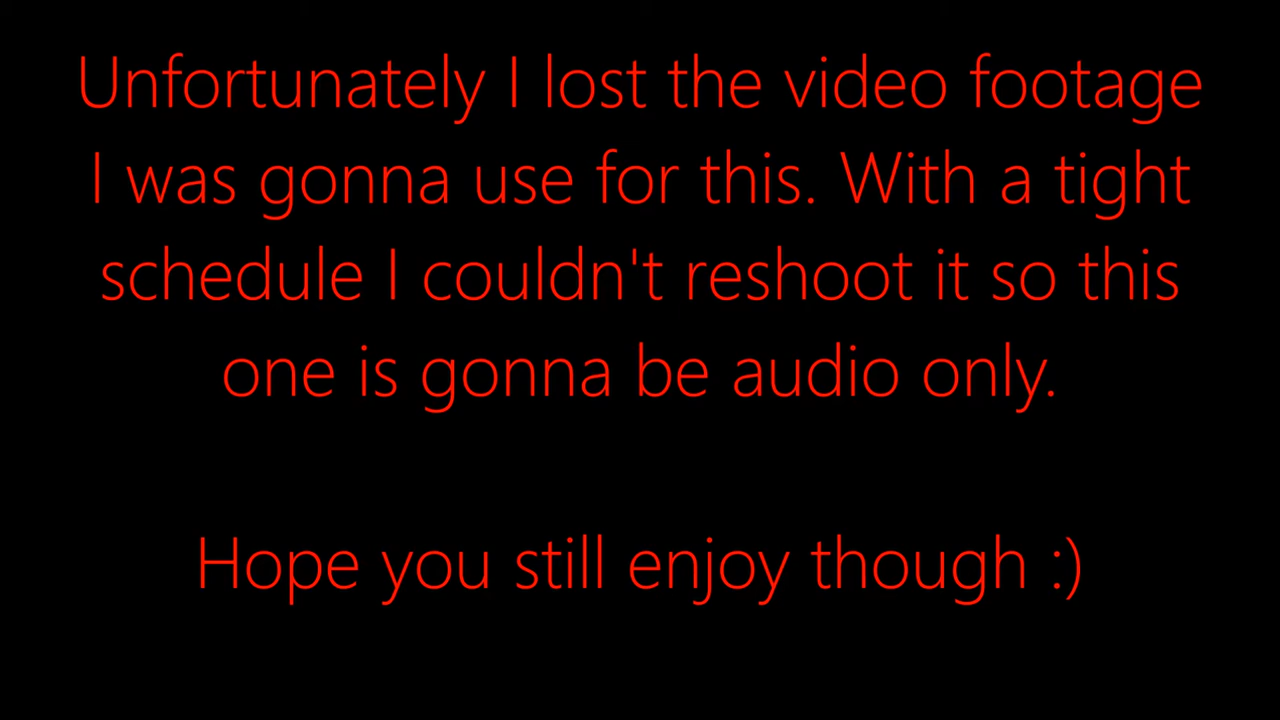 Unfortunately I lost the video footage
I was gonna use for this. With a tight
schedule I couldn't reshoot it so this
one is gonna be audio only.
Hope you still enjoy though :)